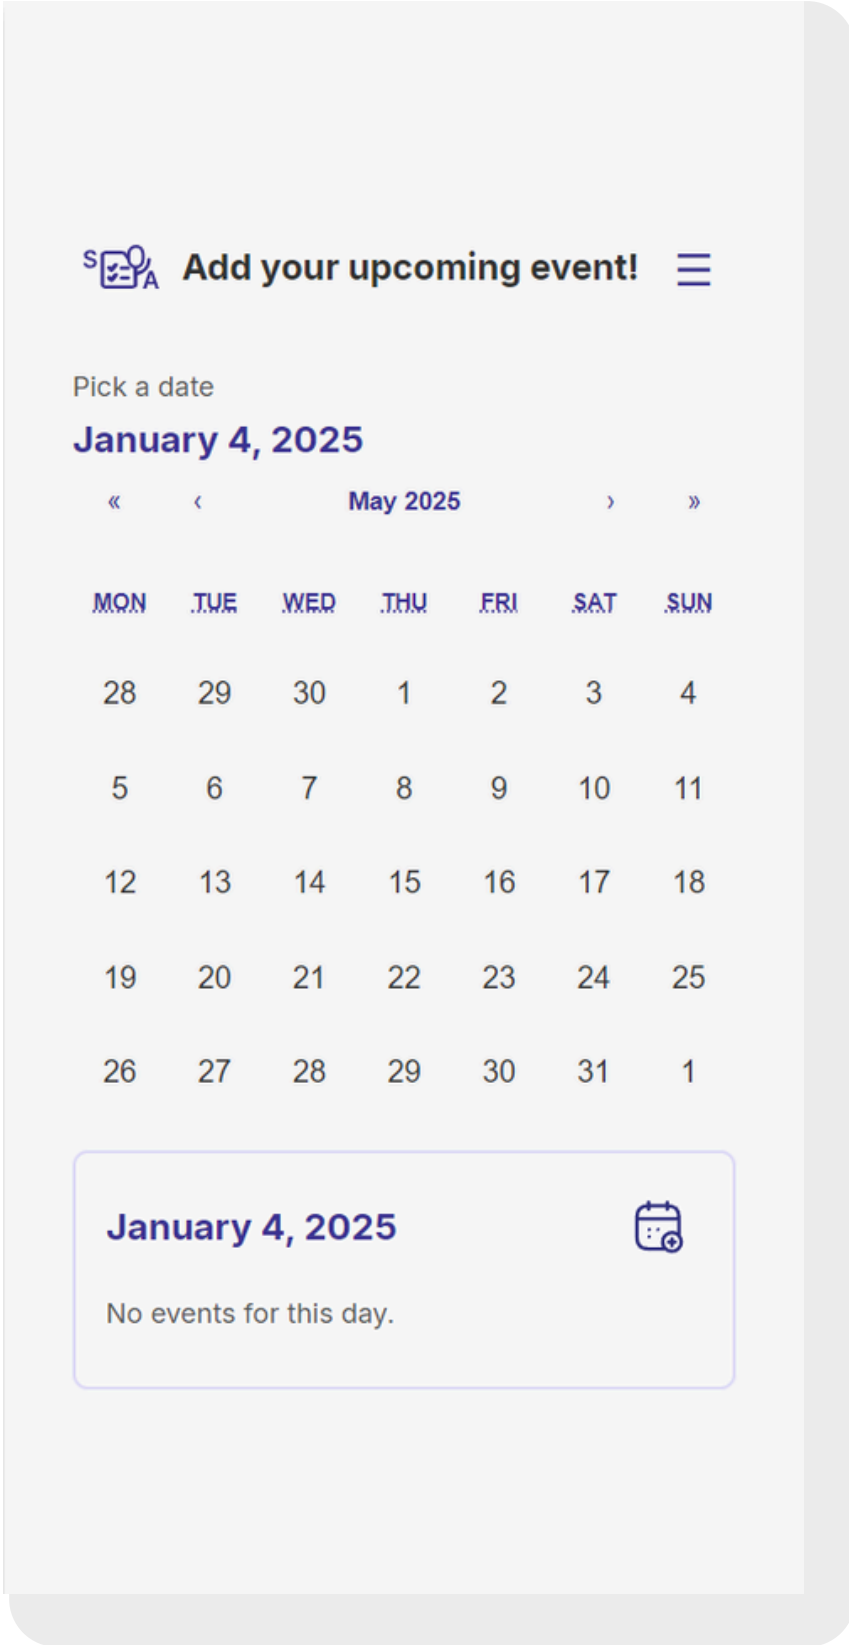 SOA Add your upcoming event!
Pick a date
January 4, 2025
« ‹ May 2025 › »
MON TUE WED THU FRI SAT SUN
28 29 30 1 2 3 4
5 6 7 8 9 10 11
12 13 14 15 16 17 18
19 20 21 22 23 24 25
26 27 28 29 30 31 1
January 4, 2025
No events for this day.